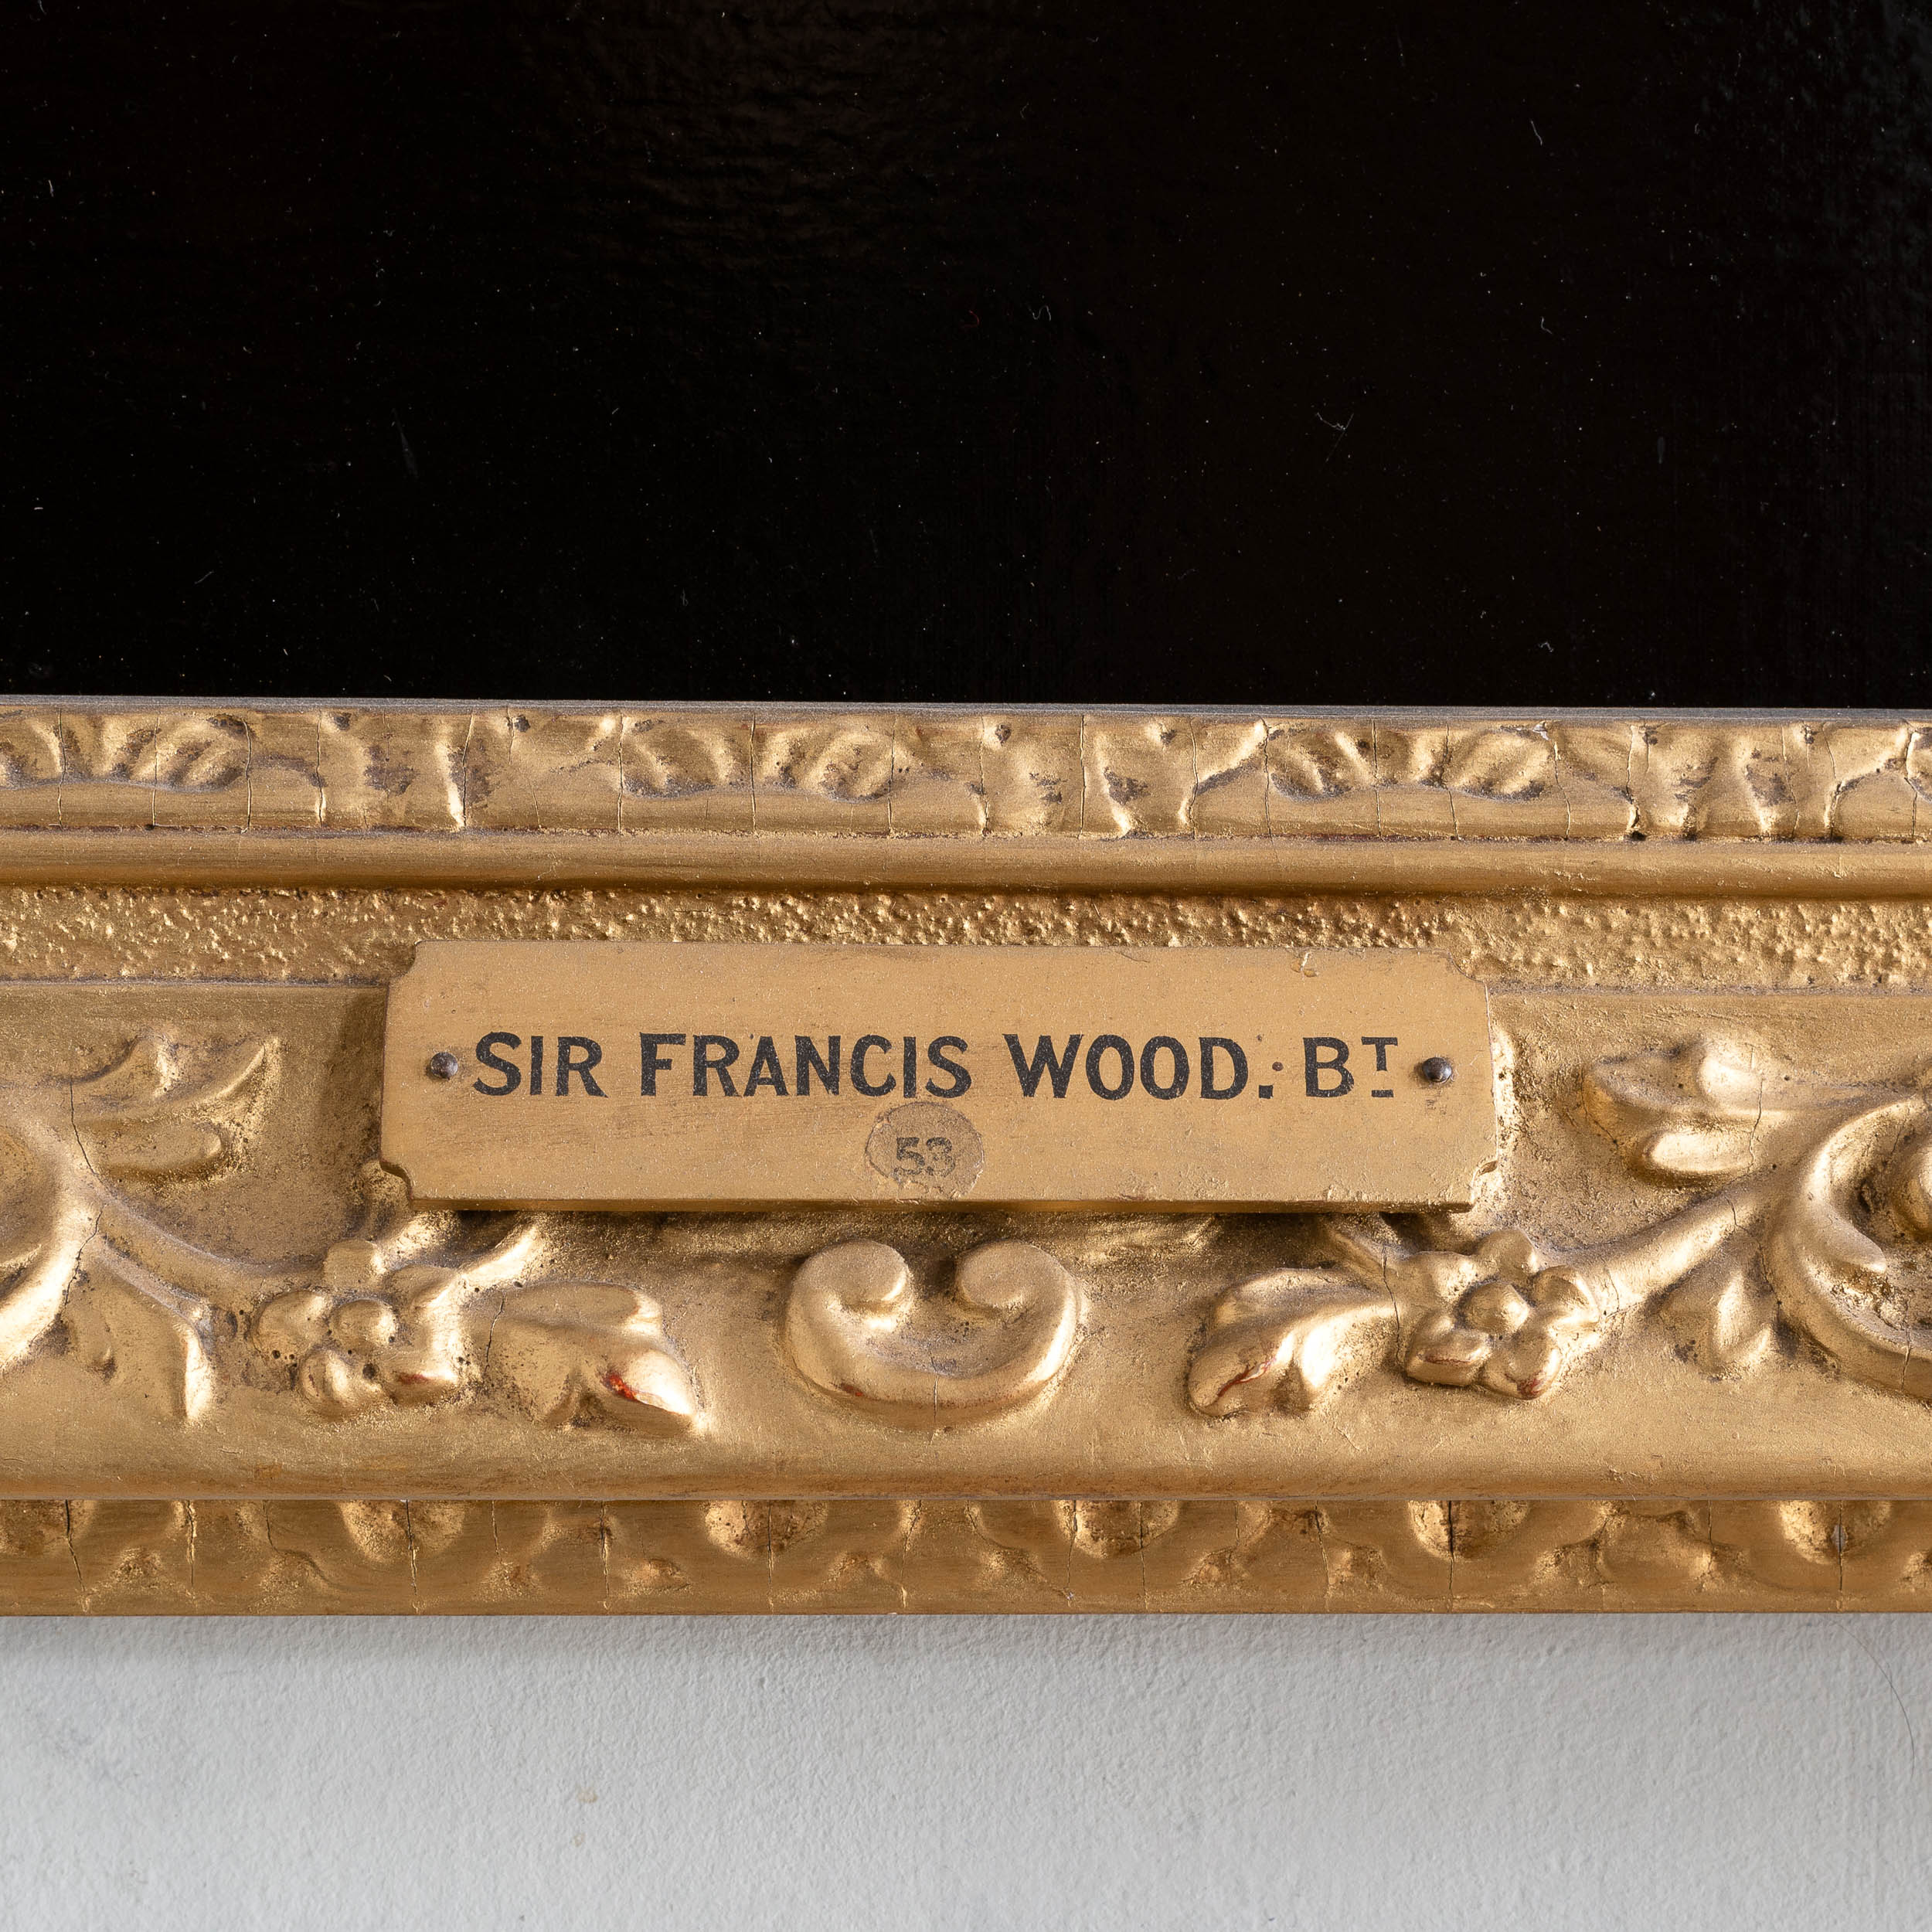 SIR FRANCIS WOOD. BT
53